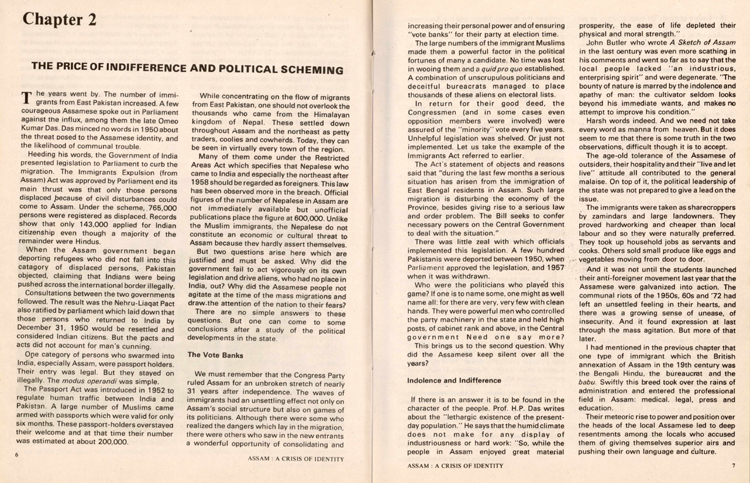 Chapter 2
THE PRICE OF INDIFFERENCE AND POLITICAL SCHEMING
The years went by. The number of immi-
grants from East Pakistan increased. A few
courageous Assamese spoke out in Parliament
against the influx, among them the late Omeo
Kumar Das. Das minced no words in 1950 about
the threat posed to the Assamese identity, and
the likelihood of communal trouble.
Heeding his words, the Government of India
presented legislation to Parliament to curb the
migration. The Immigrants Expulsion (from
Assam) Act was approved by Parliament end its
main thrust was that only those persons
displaced because of civil disturbances could
come to Assam. Under the scheme, 765,000
persons were registered as displaced. Records
show that only 143,000 applied for Indian
citizenship even though a majority of the
remainder were Hindus.
When the Assam government began
deporting refugees who did not fall into this
catagory of displaced persons, Pakistan
objected, claiming that Indians were being
pushed across the international border illegally.
Consultations between the two governments
followed. The result was the Nehru-Liaqat Pact
also ratified by parliament which laid down that
those persons who returned to India by
December 31, 1950 would be resettled and
considered Indian citizens. But the pacts and
acts did not account for man's cunning.
One category of persons who swarmed into
India, especially Assam, were passport holders.
Their entry was legal. But they stayed on
illegally. The modus operandi was simple.
The Passport Act was introduced in 1952 to
regulate human traffic between India and
Pakistan. A large number of Muslims came
armed with passports which were valid for only
six months. These passport-holders overstayed
their welcome and at that time their number
was estimated at about 200,000.
While concentrating on the flow of migrants
from East Pakistan, one should not overlook the
thousands who came from the Himalayan
kingdom of Nepal. These settled down
throughout Assam and the northeast as petty
traders, coolies and cowherds. Today, they can
be seen in virtually every town of the region.
Many of them come under the Restricted
Areas Act which specifies that Nepalese who
came to India and especially the northeast after
1958 should be regarded as foreigners. This law
has been observed more in the breach. Official
figures of the number of Nepalese in Assam are
not immediately available but unofficial
publications place the figure at 600,000. Unlike
the Muslim immigrants, the Nepalese do not
constitute an economic or cultural threat to
Assam because they hardly assert themselves.
But two questions arise here which are
justified and must be asked. Why did the
government fail to act vigorously on its own
legislation and drive aliens, who had no place in
India, out? Why did the Assamese people not
agitate at the time of the mass migrations and
draw the attention of the nation to their fears?
There are no simple answers to these
questions. But one can come to some
conclusions after a study of the political
developments in the state.
The Vote Banks
We must remember that the Congress Party
ruled Assam for an unbroken stretch of nearly
31 years after independence. The waves of
immigrants had an unsettling effect not only on
Assam's social structure but also on games of
its politicians. Although there were some who
realized the dangers which lay in the migration,
there were others who saw in the new entrants
a wonderful opportunity of consolidating and
6
ASSAM : A CRISIS OF IDENTITY
increasing their personal power and of ensuring
"vote banks" for their party at election time.
The large numbers of the immigrant Muslims
made them a powerful factor in the political
fortunes of many a candidate. No time was lost
in wooing them and a quid pro quo established.
A combination of unscrupulous politicians and
deceitful bureacrats managed to place
thousands of these aliens on electoral lists.
In return for their good deed, the
Congressmen (and in some cases even
opposition members were involved) were
assured of the "minority" vote every five years.
Unhelpful legislation was shelved. Or just not
implemented. Let us take the example of the
Immigrants Act referred to earlier.
The Act's statement of objects and reasons
said that "during the last few months a serious
situation has arisen from the immigration of
East Bengal residents in Assam. Such large
migration is disturbing the economy of the
Province, besides giving rise to a serious law
and order problem. The Bill seeks to confer
necessary powers on the Central Government
to deal with the situation."
There was little zeal with which officials
implemented this legislation. A few hundred
Pakistanis were deported between 1950, when
Parliament approved the legislation, and 1957
when it was withdrawn.
Who were the politicians who played this
game? If one is to name some, one might as well
name all: for there are very, very few with clean
hands. They were powerful men who controlled
the party machinery in the state and held high
posts, of cabinet rank and above, in the Central
government Need one say more?
This brings us to the second question. Why
did the Assamese keep silent over all the
years?
Indolence and Indifference
If there is an answer it is to be found in the
character of the people. Prof. H.P. Das writes
about the "lethargic existence of the present-
day population." He says that the humid climate
does not make for any display of
industriousness or hard work: "So, while the
people in Assam enjoyed great material
prosperity, the ease of life depleted their
physical and moral strength."
John Butler who wrote A Sketch of Assam
in the last century was even more scathing in
his comments and went so far as to say that the
local people lacked "an industrious,
enterprising spirit" and were degenerate. "The
bounty of nature is marred by the indolence and
apathy of man: the cultivator seldom looks
beyond his immediate wants, and makes no
attempt to improve his condition."
Harsh words indeed. And we need not take
every word as manna from heaven. But it does
seem to me that there is some truth in the two
observations, difficult though it is to accept.
The age-old tolerance of the Assamese of
outsiders, their hospitality and their "live and let
live" attitude all contributed to the general
malaise. On top of it, the political leadership of
the state was not prepared to give a lead on the
issue.
The immigrants were taken as sharecroppers
by zamindars and large landowners. They
proved hardworking and cheaper than local
labour and so they were naturally preferred.
They took up household jobs as servants and
cooks. Others sold small produce like eggs and
vegetables moving from door to door.
And it was not until the students launched
their anti-foreigner movement last year that the
Assamese were galvanized into action. The
communal riots of the 1950s, 60s and '72 had
left an unsettled feeling in their hearts, and
there was a growing sense of unease, of
insecurity. And it found expression at last
through the mass agitation. But more of that
later.
I had mentioned in the previous chapter that
one type of immigrant which the British
annexation of Assam in the 19th century was
the Bengali Hindu, the bureaucrat and the
babu. Swiftly this breed took over the rains of
administration and entered the professional
field in Assam: medical, legal, press and
education.
Their meteoric rise to power and position over
the heads of the local Assamese led to deep
resentments among the locals who accused
them of giving themselves superior airs and
pushing their own language and culture.
ASSAM : A CRISIS OF IDENTITY
7